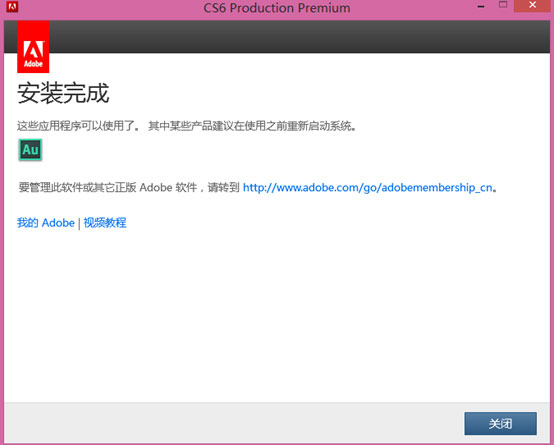 CS6 Production Premium
Adobe
安装完成
这些应用程序可以使用了。 其中某些产品建议在使用之前重新启动系统。
Au
要管理此软件或其它正版 Adobe 软件，请转到 http://www.adobe.com/go/adobemembership_cn。
我的 Adobe | 视频教程
关闭